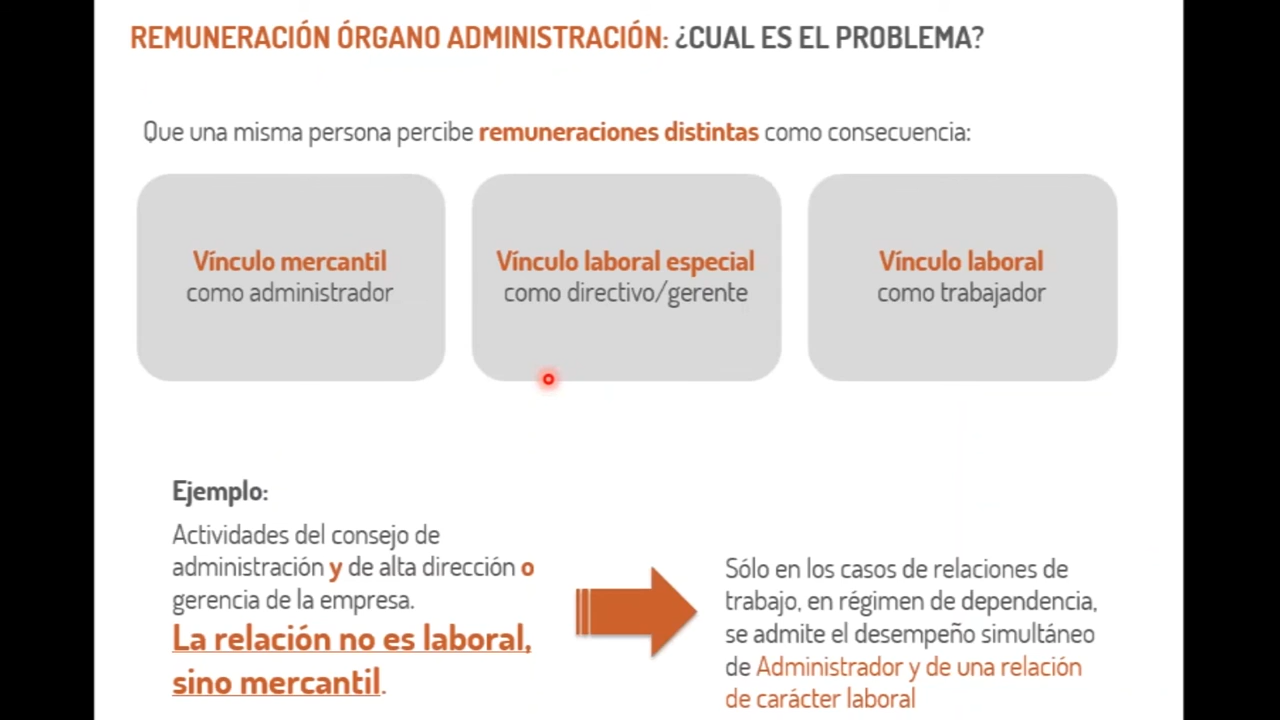 REMUNERACIÓN ÓRGANO ADMINISTRACIÓN: ¿CUAL ES EL PROBLEMA?
Que una misma persona percibe remuneraciones distintas como consecuencia:
Vínculo mercantil
como administrador
Vínculo laboral especial
como directivo/gerente
Vínculo laboral
como trabajador
Ejemplo:
Actividades del consejo de
administración y de alta dirección o
gerencia de la empresa.
La relación no es laboral,
sino mercantil.
Sólo en los casos de relaciones de
trabajo, en régimen de dependencia,
se admite el desempeño simultáneo
de Administrador y de una relación
de carácter laboral